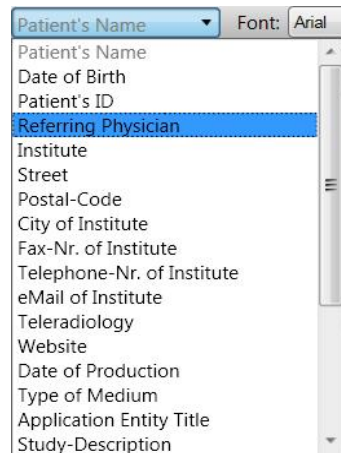 Patient's Name Font: Arial
Patient's Name
Date of Birth
Patient's ID
Referring Physician
Institute
Street
Postal-Code
City of Institute
Fax-Nr. of Institute
Telephone-Nr. of Institute
eMail of Institute
Teleradiology
Website
Date of Production
Type of Medium
Application Entity Title
Study-Description